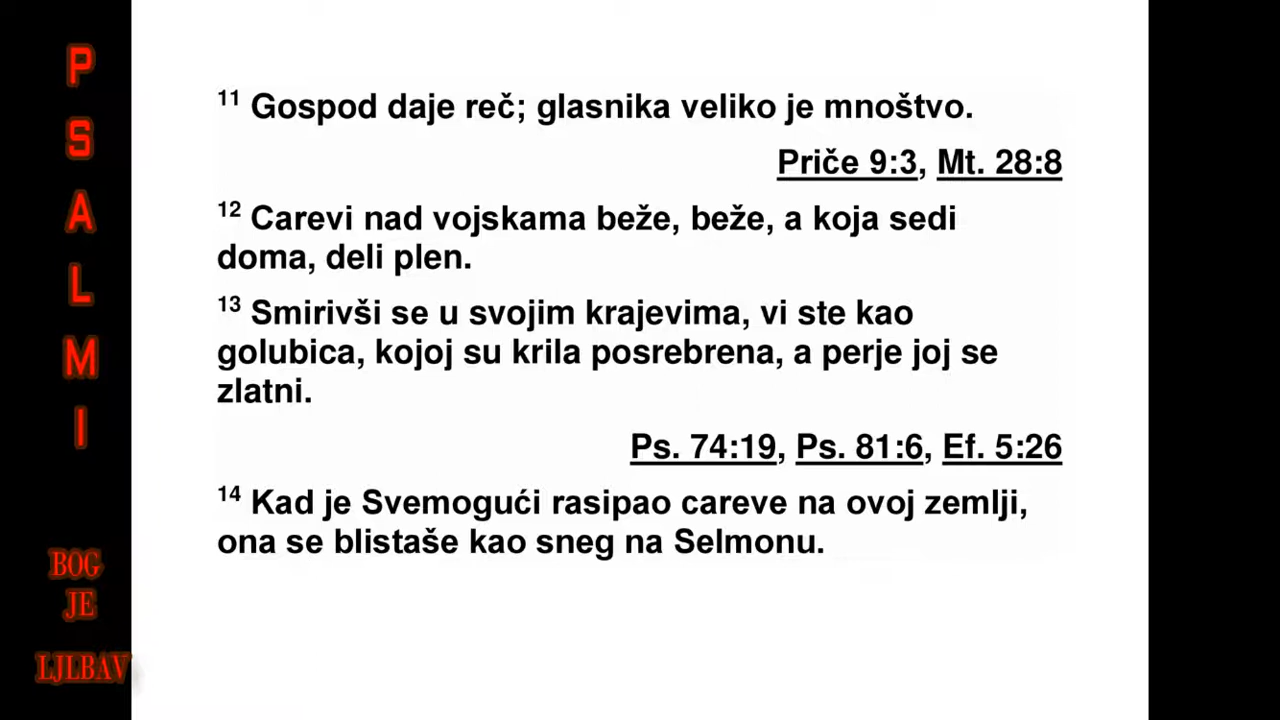 P
S
A
L
M
I
BOG
JE
LJLBAV
11 Gospod daje reč; glasnika veliko je mnoštvo.
Priče 9:3, Mt. 28:8
12 Carevi nad vojskama beže, beže, a koja sedi
doma, deli plen.
13 Smirivši se u svojim krajevima, vi ste kao
golubica, kojoj su krila posrebrena, a perje joj se
zlatni.
Ps. 74:19, Ps. 81:6, Ef. 5:26
14 Kad je Svemogući rasipao careve na ovoj zemlji,
ona se blistaše kao sneg na Selmonu.